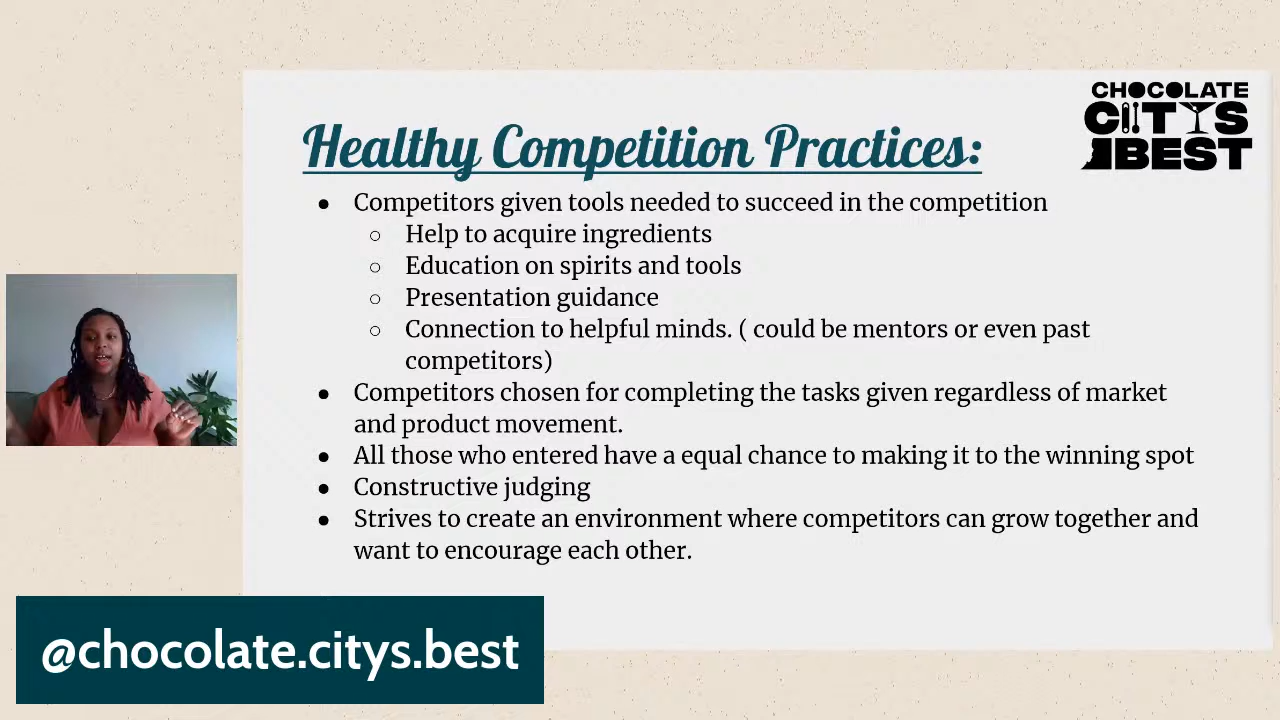 CHOCOLATE
CITYS
BEST
Healthy Competition Practices:
● Competitors given tools needed to succeed in the competition
○ Help to acquire ingredients
○ Education on spirits and tools
○ Presentation guidance
○ Connection to helpful minds. ( could be mentors or even past
competitors)
● Competitors chosen for completing the tasks given regardless of market
and product movement.
● All those who entered have a equal chance to making it to the winning spot
● Constructive judging
● Strives to create an environment where competitors can grow together and
want to encourage each other.
@chocolate.citys.best